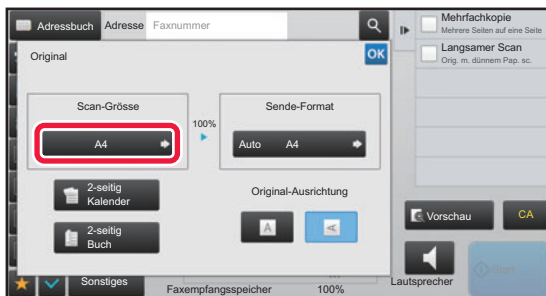 Adressbuch Adresse Faxnummer
Mehrfachkopie
Mehrere Seiten auf eine Seite
Langsamer Scan
Orig. m. dünnem Pap. sc.
Original
OK
Scan-Grösse
100%
Sende-Format
A4
Auto A4
2-seitig
Kalender
2-seitig
Buch
Original-Ausrichtung
A
A
Vorschau
CA
Sonstiges
Faxempfangsspeicher 100%
Lautsprecher
Start